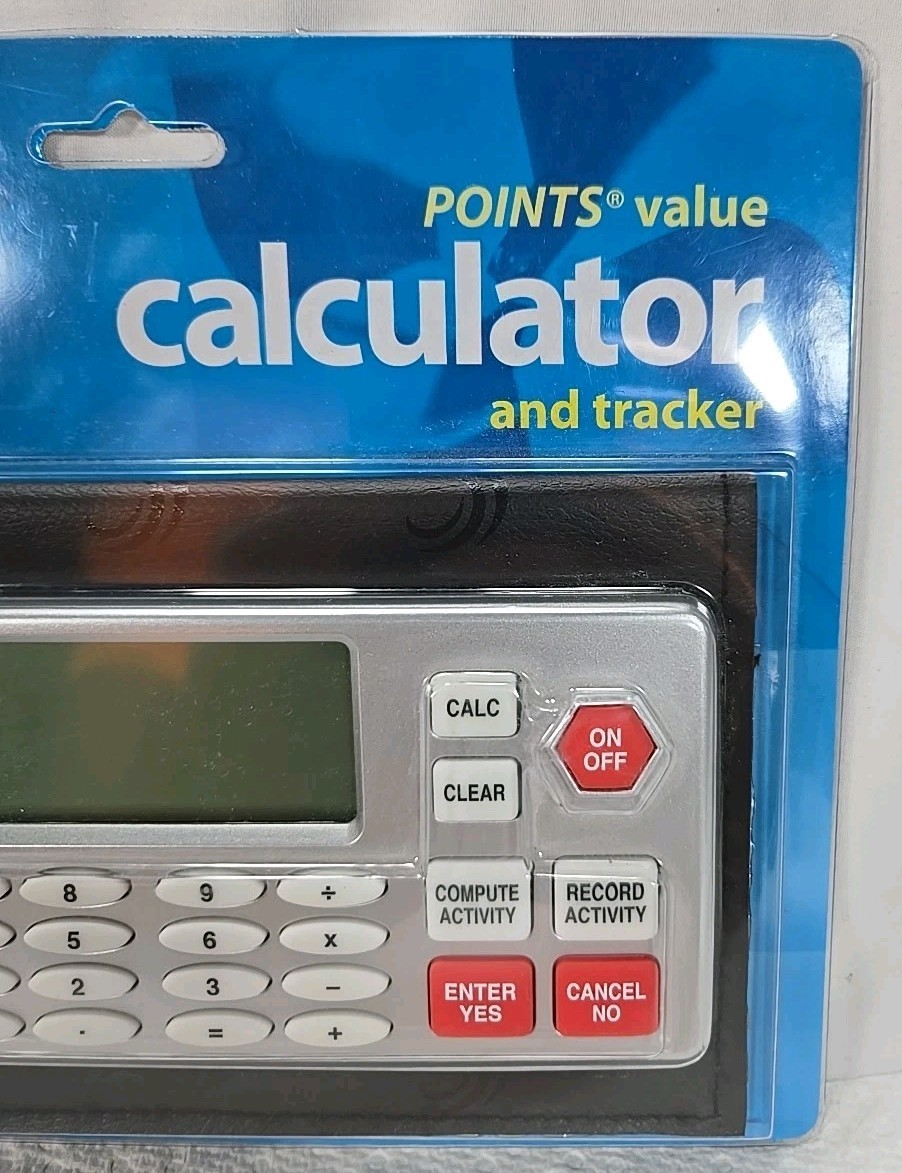 POINTS® value
calculator
and tracker
CALC
ON
OFF
CLEAR
COMPUTE
ACTIVITY
RECORD
ACTIVITY
8 9 ÷
5 6 x
2 3 −
. = +
ENTER
YES
CANCEL
NO